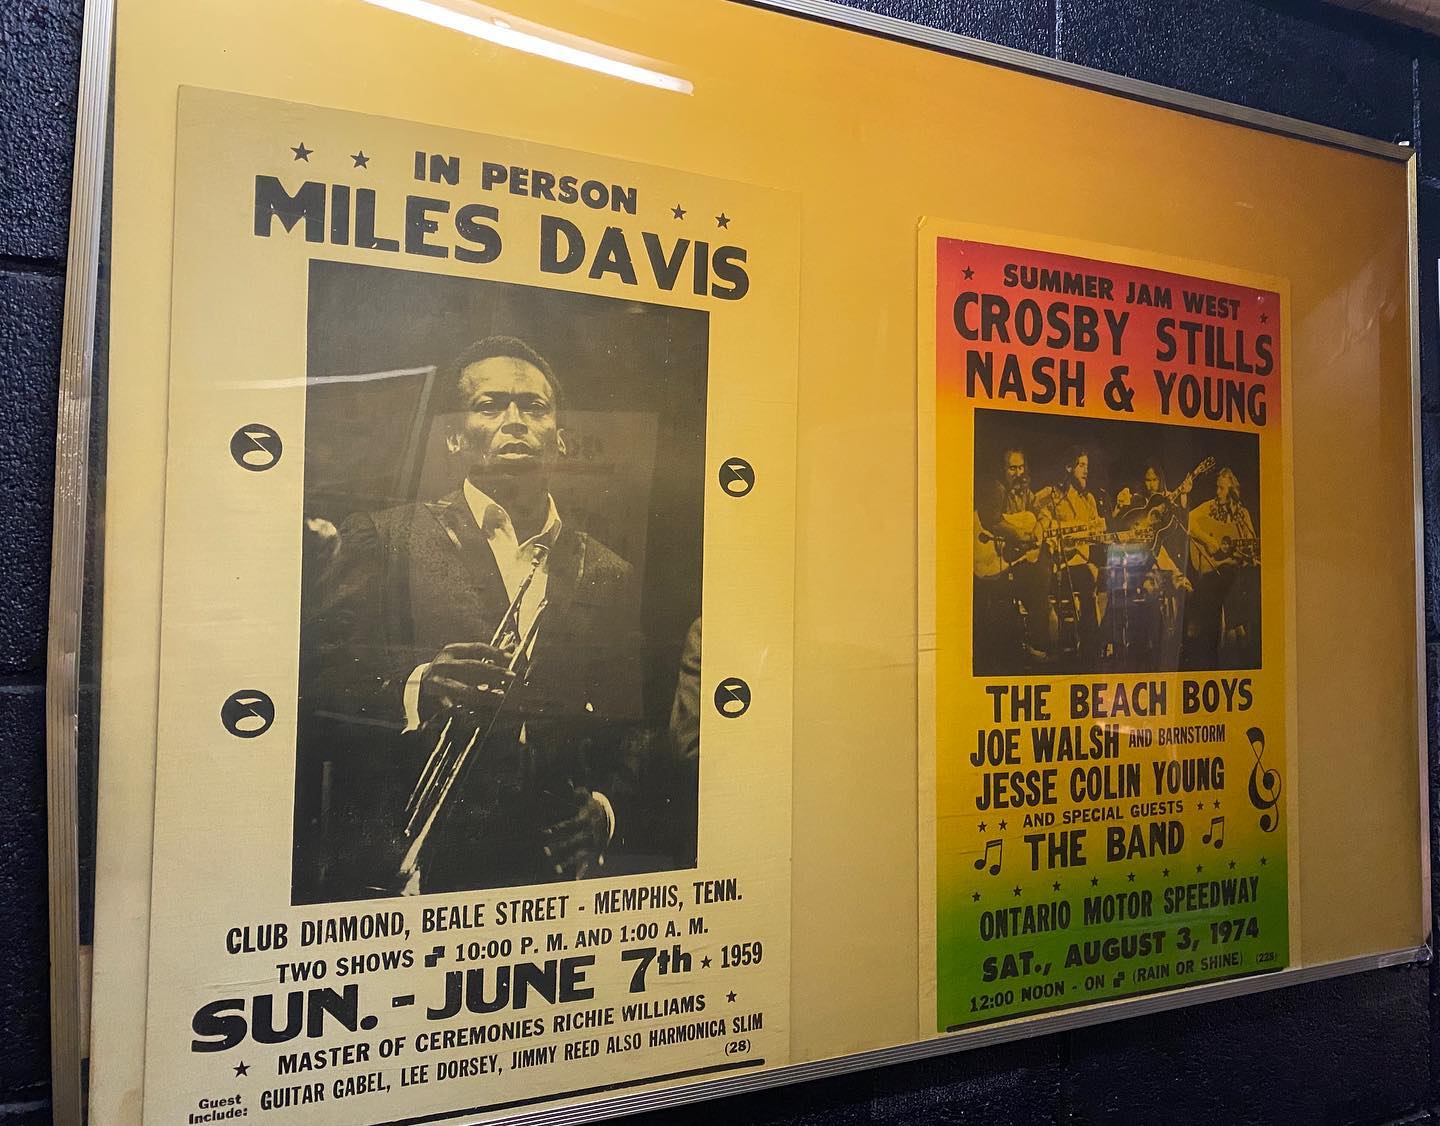 IN PERSON
MILES DAVIS
CLUB DIAMOND, BEALE STREET - MEMPHIS, TENN.
TWO SHOWS 10:00 P. M. AND 1:00 A. M.
SUN. - JUNE 7th ★ 1959
MASTER OF CEREMONIES RICHIE WILLIAMS
Guest Include: GUITAR GABEL, LEE DORSEY, JIMMY REED ALSO HARMONICA SLIM
(28)
SUMMER JAM WEST
CROSBY STILLS
NASH & YOUNG
THE BEACH BOYS
JOE WALSH AND BARNSTORM
JESSE COLIN YOUNG
AND SPECIAL GUESTS
THE BAND
ONTARIO MOTOR SPEEDWAY
SAT., AUGUST 3, 1974
12:00 NOON - ON (RAIN OR SHINE) (225)